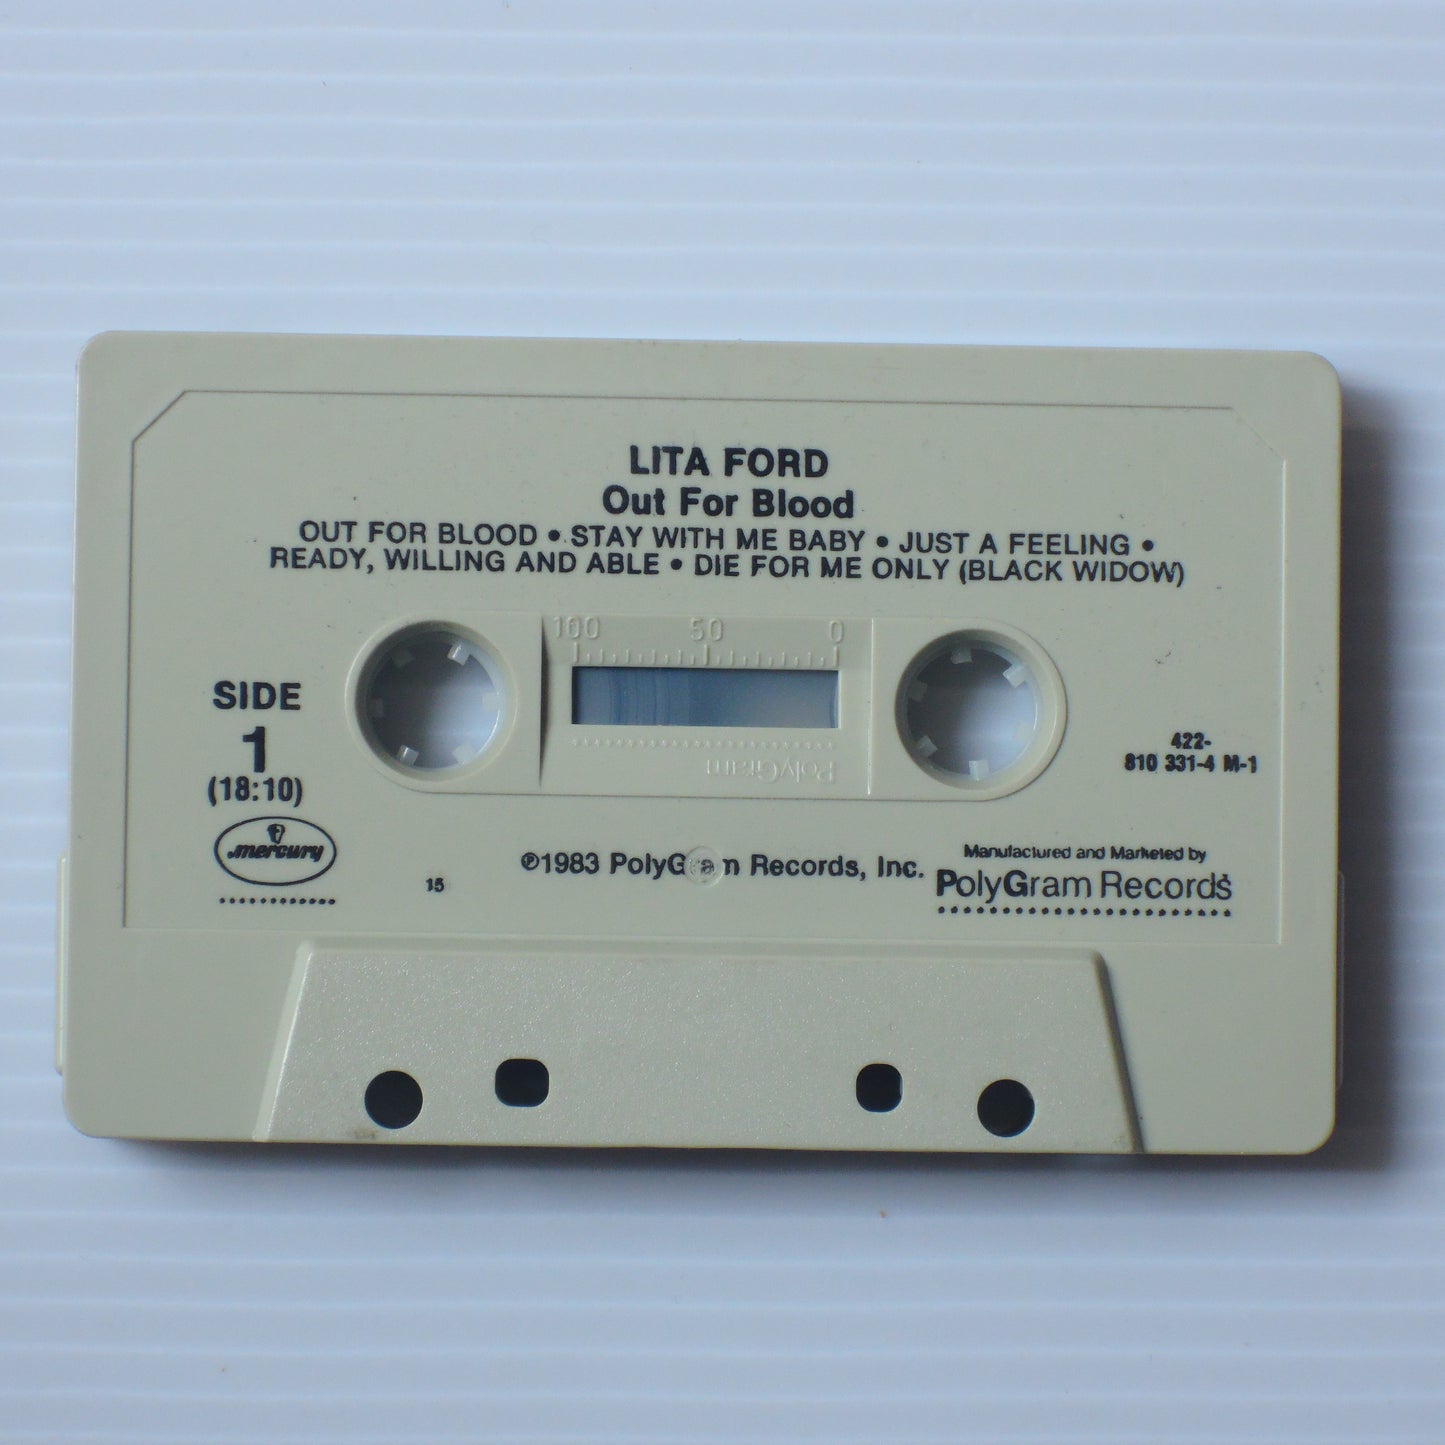 LITA FORD
Out For Blood
OUT FOR BLOOD • STAY WITH ME BABY • JUST A FEELING •
READY, WILLING AND ABLE • DIE FOR ME ONLY (BLACK WIDOW)
100 50 0
PolyGram
SIDE
1
(18:10)
mercury
15
℗1983 PolyGram Records, Inc.
422-
810 331-4 M-1
Manufactured and Marketed by
PolyGram Records